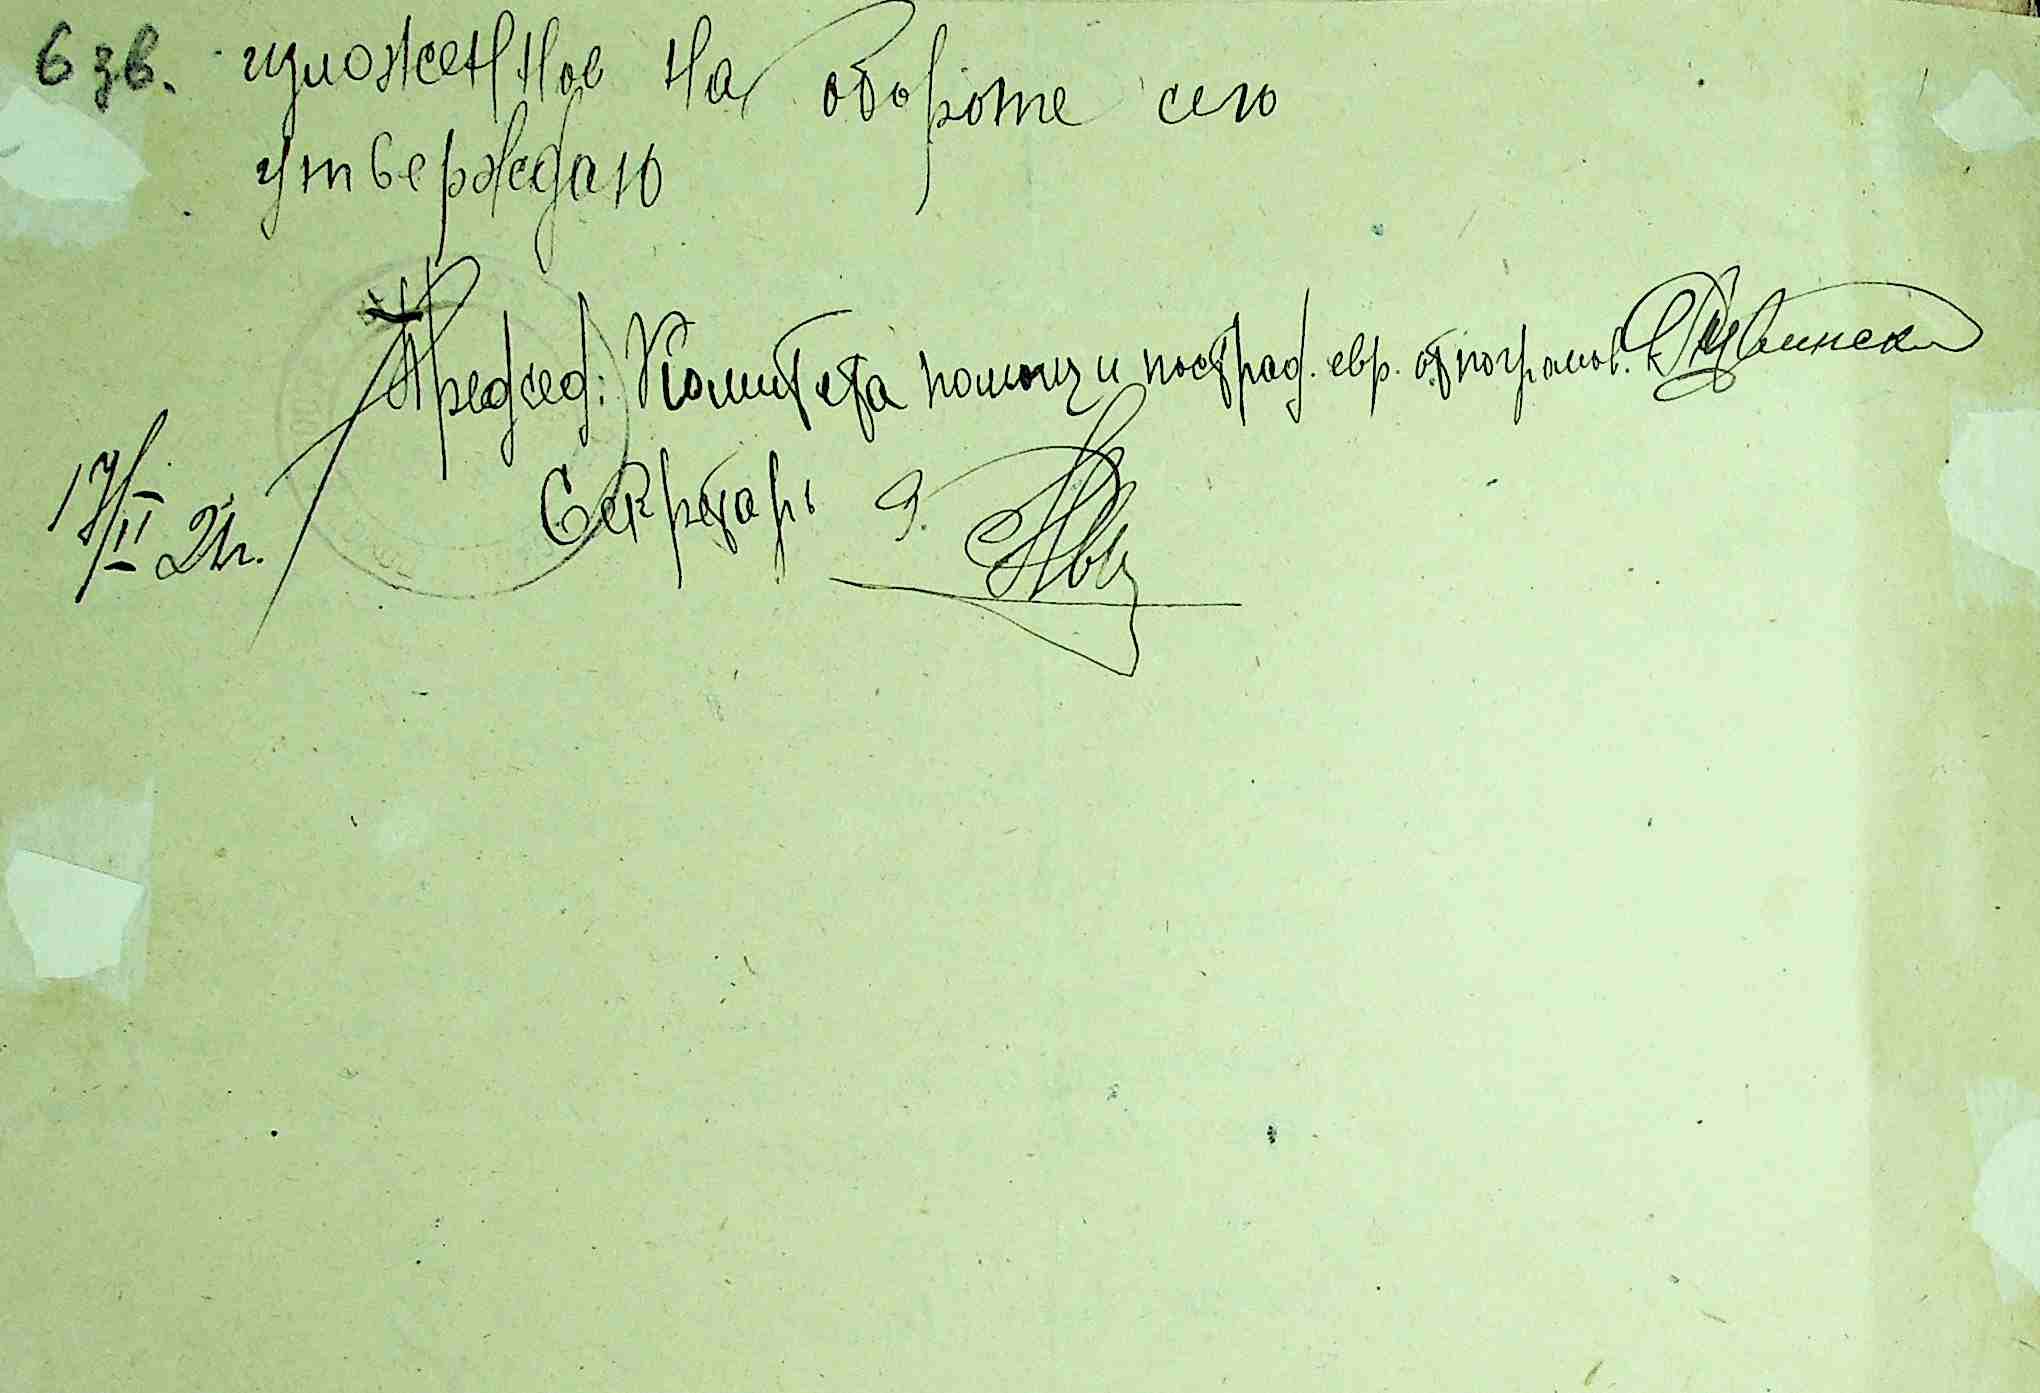 6 зв. изложенное на обороте сего
утверждаю
Председ: Комитета помощи пострад. евр. от погромов.
17/II 21г. Секретарь Э.